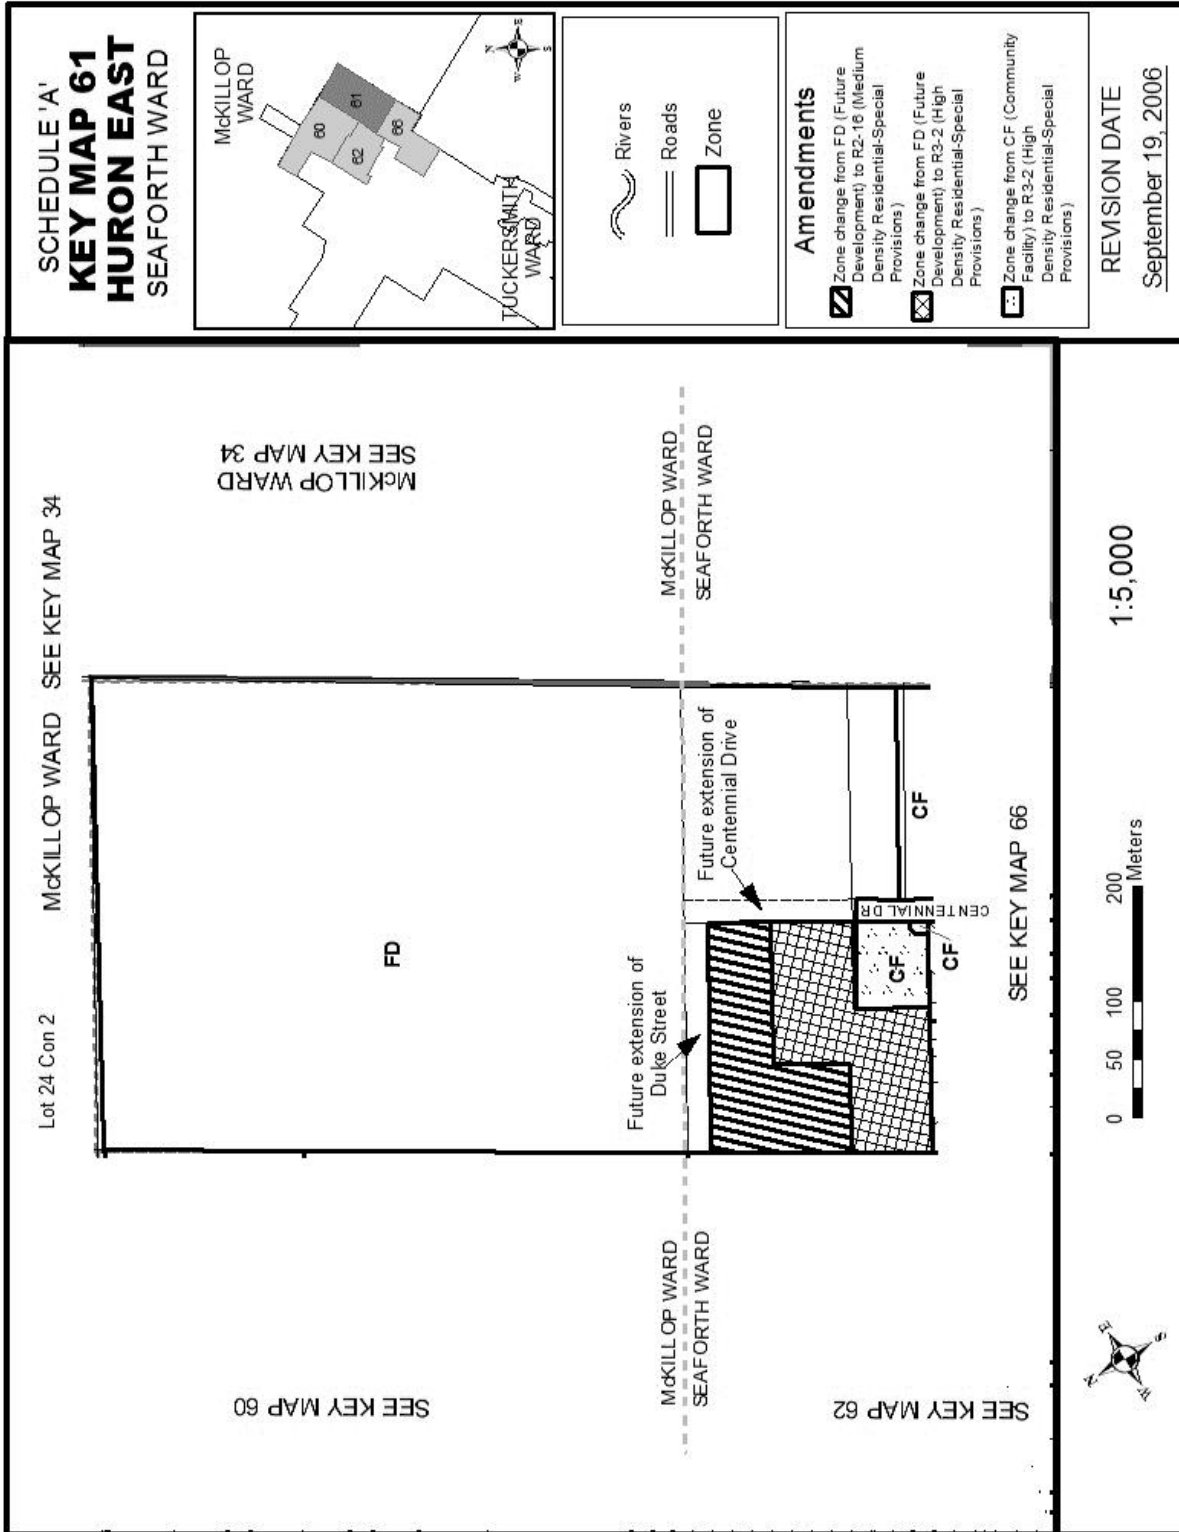 SCHEDULE 'A'
KEY MAP 61
HURON EAST
SEAFORTH WARD
McKILLOP
WARD
60
61
62
66
TUCKERSMITH
WARD
N
E
S
W
Rivers
Roads
Zone
Amendments
Zone change from FD (Future
Development) to R2-16 (Medium
Density Residential-Special
Provisions)
Zone change from FD (Future
Development) to R3-2 (High
Density Residential-Special
Provisions)
Zone change from CF (Community
Facility) to R3-2 (High
Density Residential-Special
Provisions)
REVISION DATE
September 19, 2006
Lot 24 Con 2
McKILLOP WARD
SEE KEY MAP 34
McKILLOP WARD
SEE KEY MAP 34
SEE KEY MAP 60
FD
McKILLOP WARD
SEAFORTH WARD
McKILLOP WARD
SEAFORTH WARD
Future extension of
Duke Street
Future extension of
Centennial Drive
CENTENNIAL DR
CF
CF
CF
SEE KEY MAP 62
SEE KEY MAP 66
N
E
S
W
0 50 100 200
Meters
1:5,000